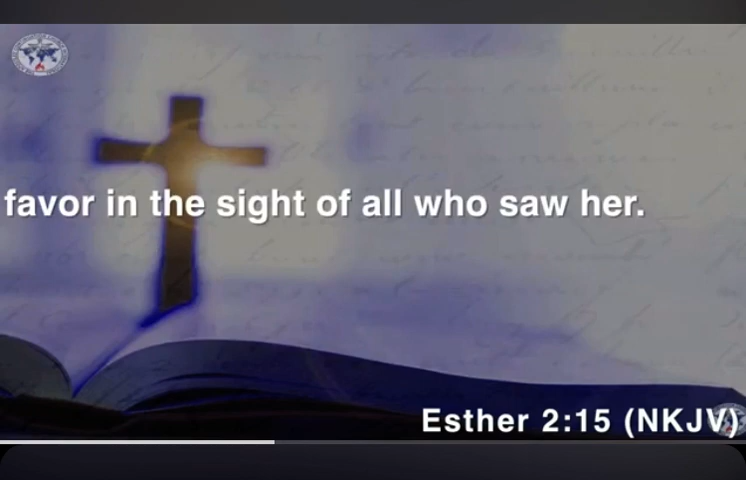 favor in the sight of all who saw her.
Esther 2:15 (NKJV)